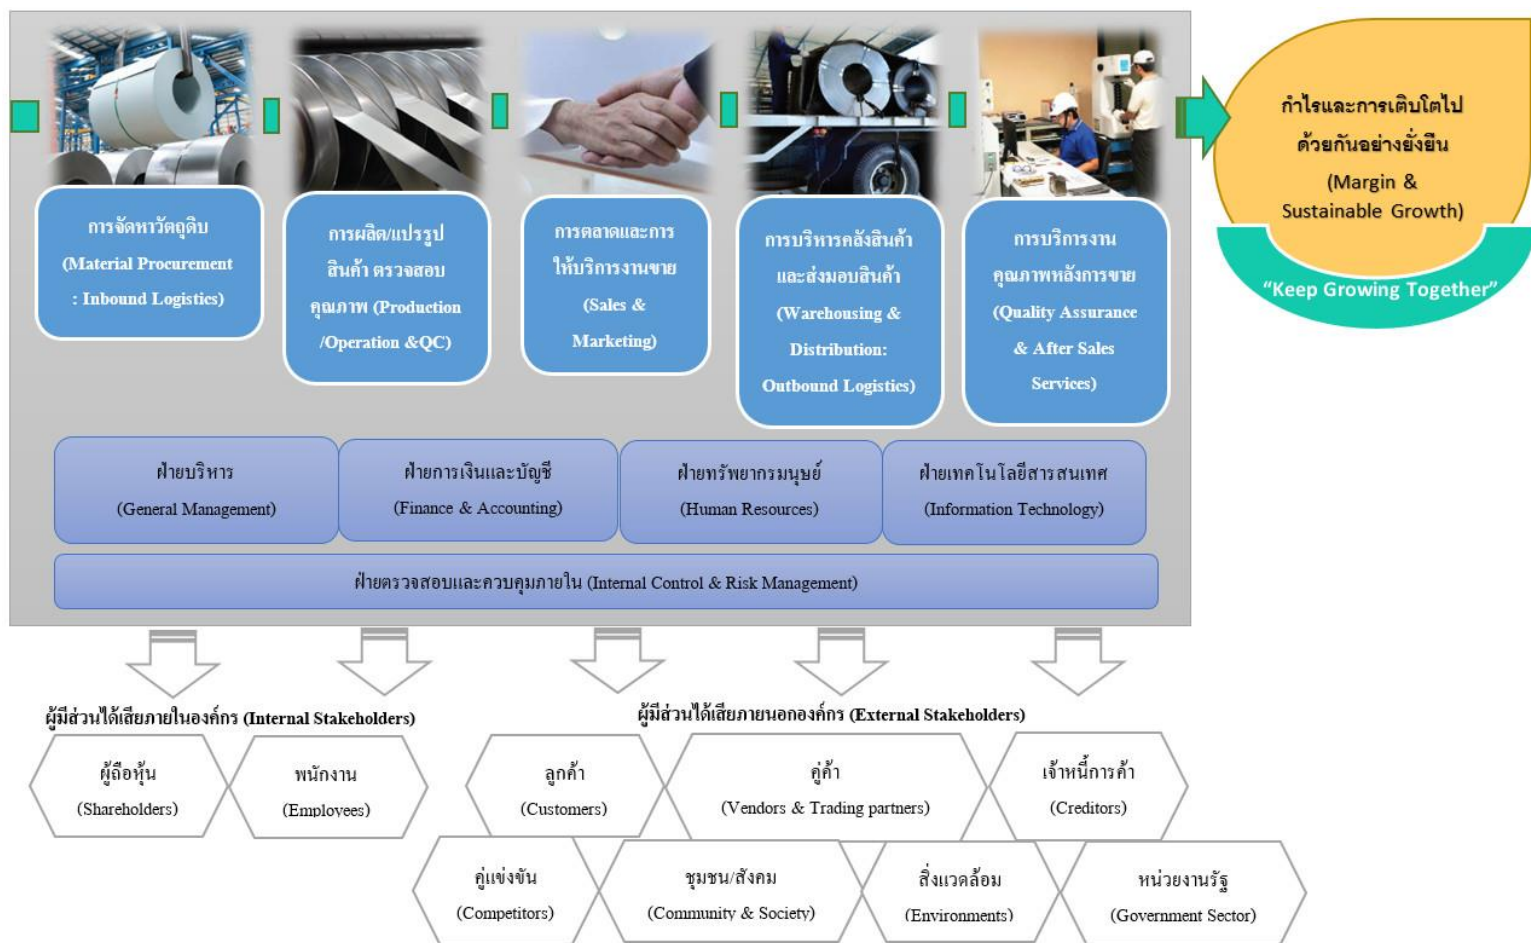 การจัดหาวัตถุดิบ
(Material Procurement
: Inbound Logistics)
การผลิต/แปรรูป
สินค้า ตรวจสอบ
คุณภาพ (Production
/Operation &QC)
การตลาดและการ
ให้บริการงานขาย
(Sales &
Marketing)
การบริหารคลังสินค้า
และส่งมอบสินค้า
(Warehousing &
Distribution:
Outbound Logistics)
การบริการงาน
คุณภาพหลังการขาย
(Quality Assurance
& After Sales
Services)
กำไรและการเติบโตไป
ด้วยกันอย่างยั่งยืน
(Margin &
Sustainable Growth)
“Keep Growing Together”
ฝ่ายบริหาร
(General Management)
ฝ่ายการเงินและบัญชี
(Finance & Accounting)
ฝ่ายทรัพยากรมนุษย์
(Human Resources)
ฝ่ายเทคโนโลยีสารสนเทศ
(Information Technology)
ฝ่ายตรวจสอบและควบคุมภายใน (Internal Control & Risk Management)
ผู้มีส่วนได้เสียภายในองค์กร (Internal Stakeholders)
ผู้ถือหุ้น
(Shareholders)
พนักงาน
(Employees)
ผู้มีส่วนได้เสียภายนอกองค์กร (External Stakeholders)
ลูกค้า
(Customers)
คู่ค้า
(Vendors & Trading partners)
เจ้าหนี้การค้า
(Creditors)
คู่แข่งขัน
(Competitors)
ชุมชน/สังคม
(Community & Society)
สิ่งแวดล้อม
(Environments)
หน่วยงานรัฐ
(Government Sector)